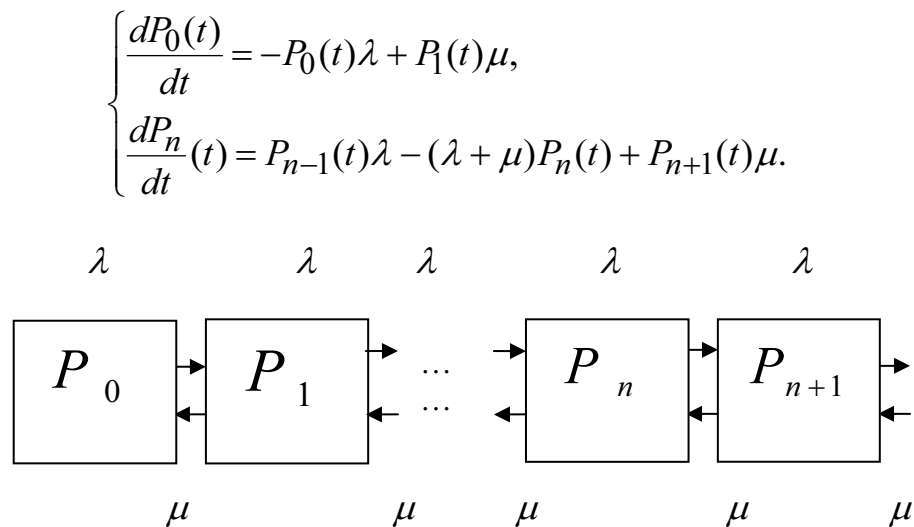 dP₀(t)/dt = −P₀(t)λ + P₁(t)μ,
dPₙ/dt (t) = Pₙ₋₁(t)λ − (λ + μ)Pₙ(t) + Pₙ₊₁(t)μ.
λ λ λ λ λ
P₀ P₁ ... Pₙ Pₙ₊₁
...
μ μ μ μ μ